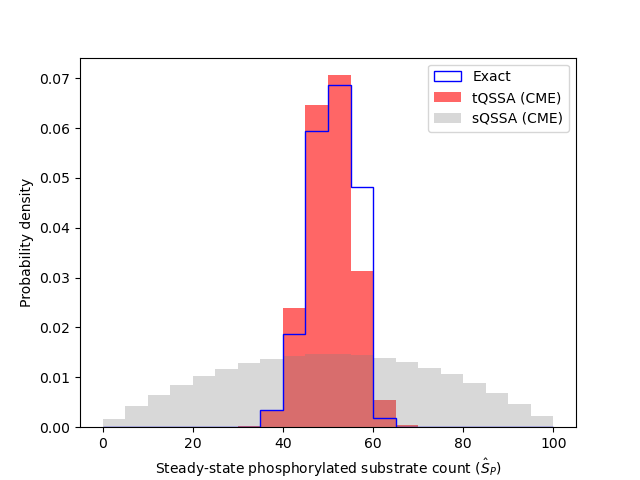 Exact
tQSSA (CME)
sQSSA (CME)
0.07
0.06
0.05
0.04
0.03
0.02
0.01
0.00
Probability density
0 20 40 60 80 100
Steady-state phosphorylated substrate count (Ŝ_P)